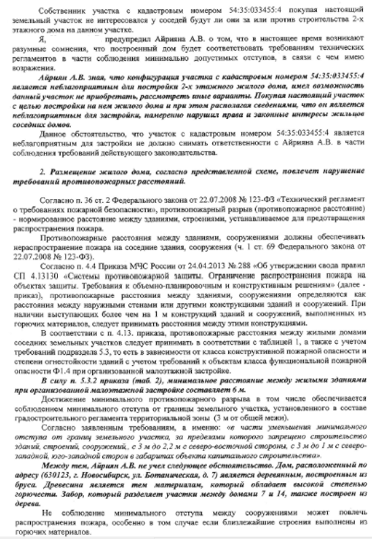 Собственник участка с кадастровым номером 54:35:033455:4 покупая настоящий
земельный участок не интересовался у соседей будут ли они за или против строительства 2-х
этажного дома на данном участке.
Я, предупредил Айрияна А.В. о том, что в настоящее время возникают
разумные сомнения, что построенный дом будет соответствовать требованиям технических
регламентов в части соблюдения минимально допустимых отступов, в связи с чем имею
возражения.
Айриян А.В. зная, что конфигурация участка с кадастровым номером 54:35:033455:4
является неблагоприятным для постройки 2-х этажного жилого дома, имел возможность
данный участок не приобретать, рассмотреть иные варианты. Покупая настоящий участок
с целью постройки на нем жилого дома и при этом располагая сведениями, что он является
неблагоприятным для застройки, намеренно нарушил права и законные интересы жильцов
соседних домов.
Данное обстоятельство, что участок с кадастровым номером 54:35:033455:4 является
неблагоприятным для застройки не должно снимать ответственности с Айрияна А.В. в части
соблюдения требований действующего законодательства.
2. Размещение жилого дома, согласно представленной схеме, повлечет нарушение
требований противопожарных расстояний.
Согласно п. 36 ст. 2 Федерального закона от 22.07.2008 № 123-ФЗ «Технический регламент
о требованиях пожарной безопасности», противопожарный разрыв (противопожарное расстояние)
- нормированное расстояние между зданиями, строениями, устанавливаемое для предотвращения
распространения пожара.
Противопожарные расстояния между зданиями, сооружениями должны обеспечивать
нераспространение пожара на соседние здания, сооружения (ч. 1 ст. 69 Федерального закона от
22.07.2008 № 123-ФЗ).
Согласно п. 4.4 Приказа МЧС России от 24.04.2013 № 288 «Об утверждении свода правил
СП 4.13130 «Системы противопожарной защиты. Ограничение распространения пожара на
объектах защиты. Требования к объемно-планировочным и конструктивным решениям» (далее -
приказ), противопожарные расстояния между зданиями, сооружениями определяются как
расстояния между наружными стенами или другими конструкциями зданий и сооружений. При
наличии выступающих более чем на 1 м конструкций зданий и сооружений, выполненных из
горючих материалов, следует принимать расстояния между этими конструкциями.
В соответствии с п. 4.13. приказа, противопожарные расстояния между жилыми домами
соседних земельных участков следует принимать в соответствии с таблицей 1, а также с учетом
требований подраздела 5.3, то есть в зависимости от класса конструктивной пожарной опасности и
степени огнестойкости зданий с учетом требований к объектам класса функциональной пожарной
опасности Ф1.4 при организованной малоэтажной застройке.
В силу п. 5.3.2 приказа (таб. 2), минимальное расстояние между жилыми зданиями
при организованной малоэтажной застройке составляет 6 м.
Достижение минимального противопожарного разрыва в том числе обеспечивается
соблюдением минимального отступа от границы земельного участка, установленного в составе
градостроительного регламента территориальной зоны (3 м от общей межи).
Согласно заявленным требованиям, а именно: «в части уменьшения минимального
отступа от границ земельного участка, за пределами которого запрещено строительство
зданий, строений, сооружений, с 3 м до 2,2 м с северо-восточной стороны, с 3 м до 1 м с северо-
западной, юго-западной сторон в габаритах объекта капитального строительства»
Между тем, Айриян А.В. не учел следующее обстоятельство. Дом, расположенный по
адресу (630123, г. Новосибирск, ул. Ботаническая, д. 7) является деревянным, построенным из
бруса. Древесина является тем материалом, который обладает высокой степенью
горючести. Забор, который разделяет участки между домами 7 и 14, также построен из
дерева.
Не соблюдение минимального отступа между сооружениями может повлечь
распространение пожара, особенно в том случае если близлежащие строения выполнены из
горючих материалов.